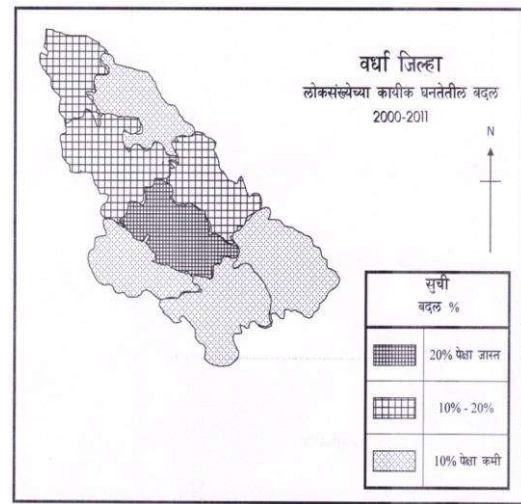 वर्धा जिल्हा
लोकसंख्येच्या कायीक घनतेतील बदल
2000-2011
N
सुची
बदल %
20% पेक्षा जास्त
10% - 20%
10% पेक्षा कमी